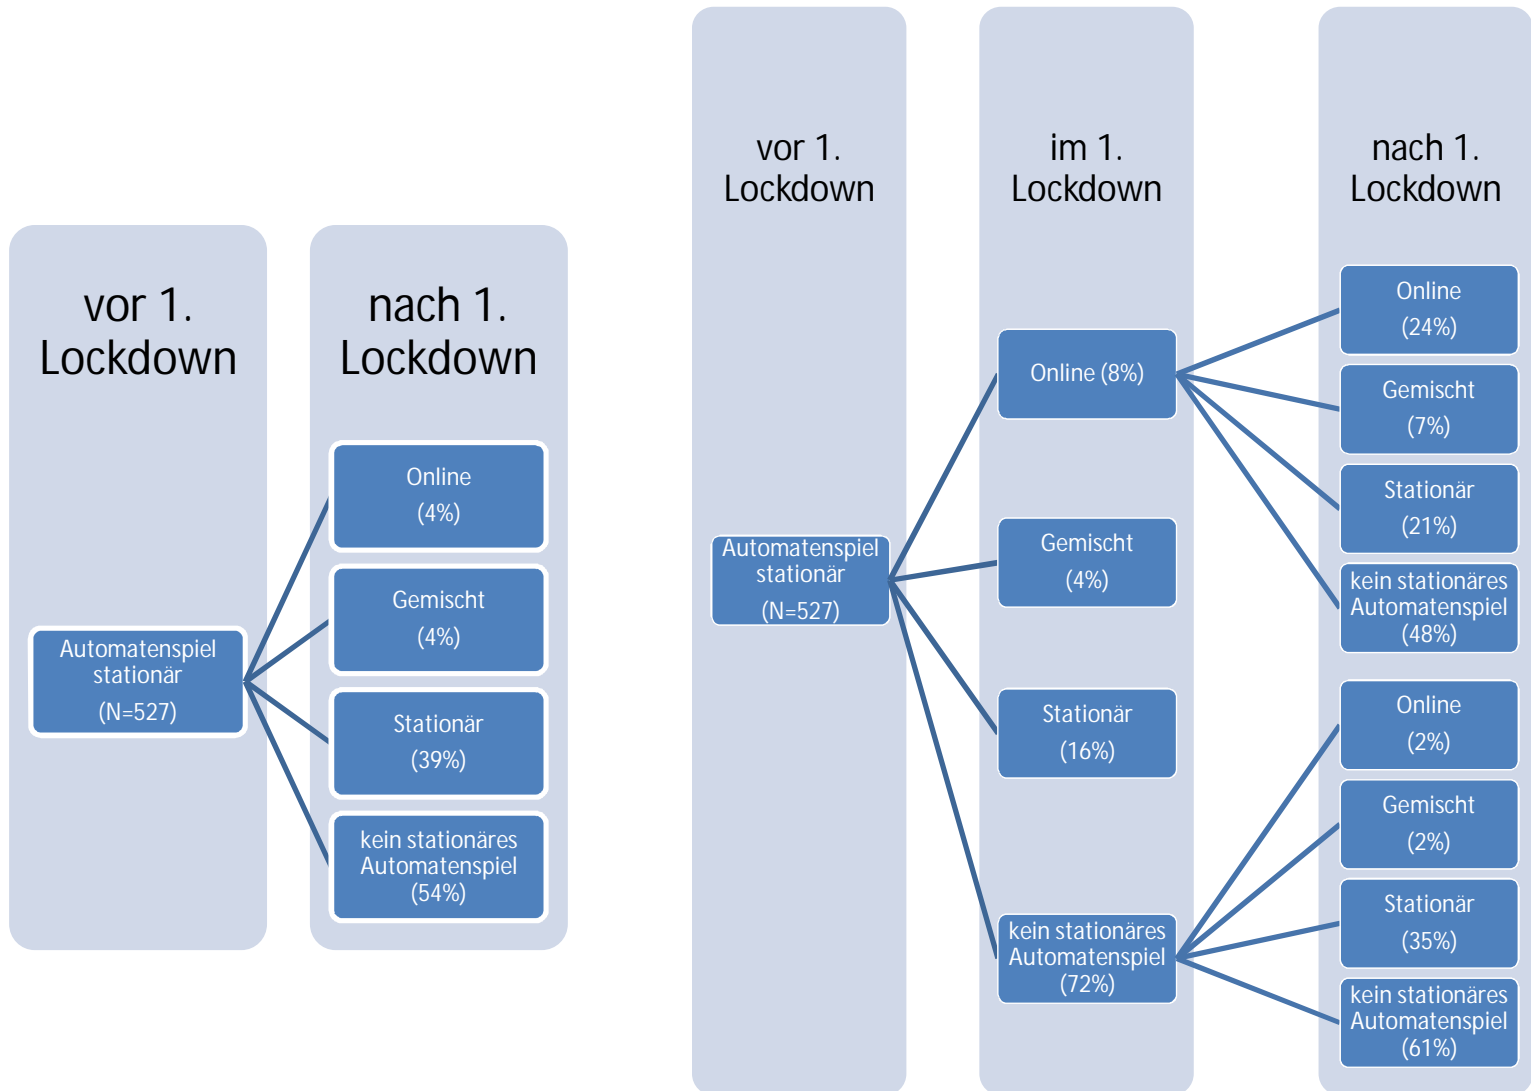 vor 1.
Lockdown
nach 1.
Lockdown
Automatenspiel
stationär
(N=527)
Online
(4%)
Gemischt
(4%)
Stationär
(39%)
kein stationäres
Automatenspiel
(54%)
vor 1.
Lockdown
im 1.
Lockdown
nach 1.
Lockdown
Automatenspiel
stationär
(N=527)
Online (8%)
Gemischt
(4%)
Stationär
(16%)
kein stationäres
Automatenspiel
(72%)
Online
(24%)
Gemischt
(7%)
Stationär
(21%)
kein stationäres
Automatenspiel
(48%)
Online
(2%)
Gemischt
(2%)
Stationär
(35%)
kein stationäres
Automatenspiel
(61%)